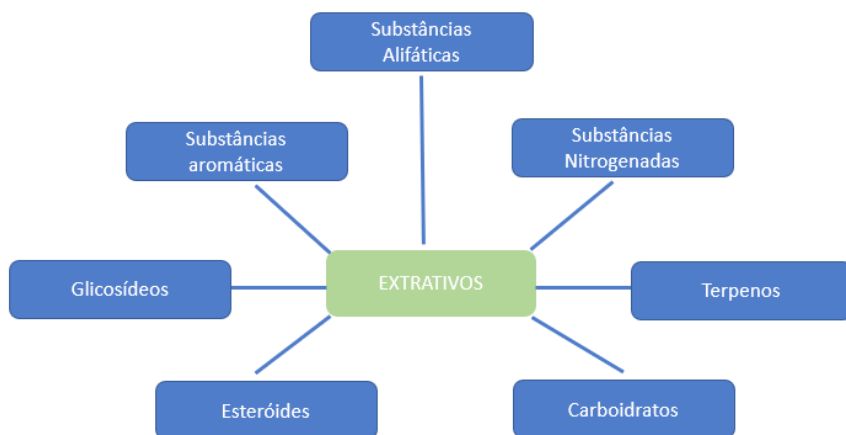 Substâncias
Alifáticas
Substâncias
aromáticas
Substâncias
Nitrogenadas
EXTRATIVOS
Glicosídeos
Terpenos
Esteróides
Carboidratos